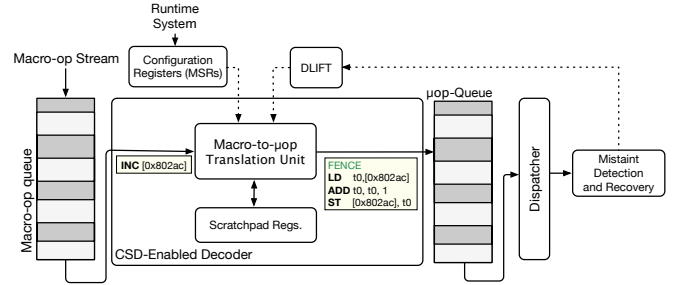 Runtime
System
Macro-op Stream
Configuration
Registers (MSRs)
DLIFT
μop-Queue
Macro-op queue
INC [0x802ac]
Macro-to-μop
Translation Unit
FENCE
LD t0,[0x802ac]
ADD t0, t0, 1
ST [0x802ac], t0
Scratchpad Regs.
CSD-Enabled Decoder
Dispatcher
Mistaint
Detection
and Recovery